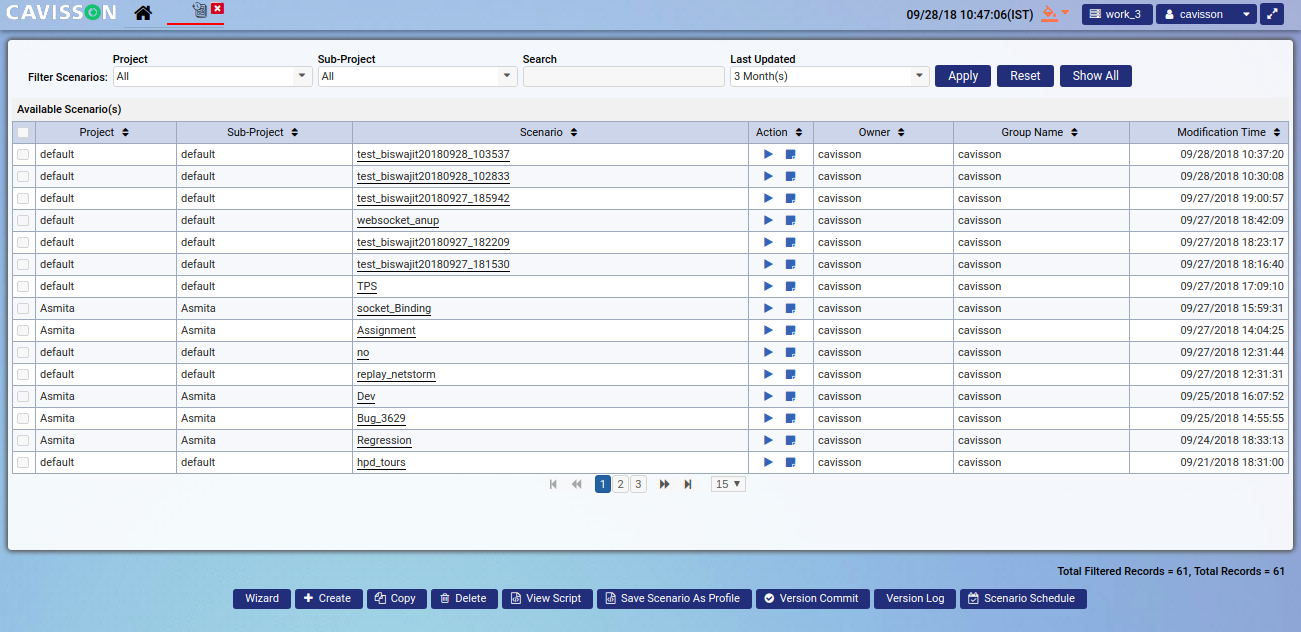 CAVISSON 09/28/18 10:47:06(IST) work_3 cavisson
Project Sub-Project Search Last Updated
Filter Scenarios: All All 3 Month(s) Apply Reset Show All
Available Scenario(s)
Project Sub-Project Scenario Action Owner Group Name Modification Time
default default test_biswajit20180928_103537 cavisson cavisson 09/28/2018 10:37:20
default default test_biswajit20180928_102833 cavisson cavisson 09/28/2018 10:30:08
default default test_biswajit20180927_185942 cavisson cavisson 09/27/2018 19:00:57
default default websocket_anup cavisson cavisson 09/27/2018 18:42:09
default default test_biswajit20180927_182209 cavisson cavisson 09/27/2018 18:23:17
default default test_biswajit20180927_181530 cavisson cavisson 09/27/2018 18:16:40
default default TPS cavisson cavisson 09/27/2018 17:09:10
Asmita Asmita socket_Binding cavisson cavisson 09/27/2018 15:59:31
Asmita Asmita Assignment cavisson cavisson 09/27/2018 14:04:25
default default no cavisson cavisson 09/27/2018 12:31:44
default default replay_netstorm cavisson cavisson 09/27/2018 12:31:31
Asmita Asmita Dev cavisson cavisson 09/25/2018 16:07:52
Asmita Asmita Bug_3629 cavisson cavisson 09/25/2018 14:55:55
Asmita Asmita Regression cavisson cavisson 09/24/2018 18:33:13
default default hpd_tours cavisson cavisson 09/21/2018 18:31:00
1 2 3 15
Total Filtered Records = 61, Total Records = 61
Wizard Create Copy Delete View Script Save Scenario As Profile Version Commit Version Log Scenario Schedule